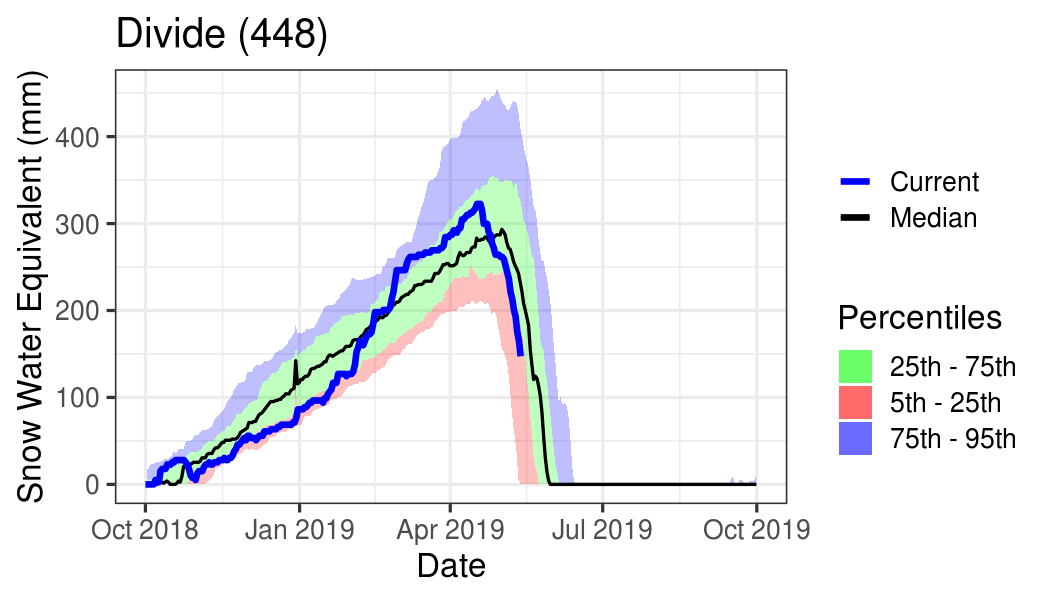 Divide (448)
Snow Water Equivalent (mm)
400
300
200
100
0
Oct 2018
Jan 2019
Apr 2019
Jul 2019
Oct 2019
Date
Current
Median
Percentiles
25th - 75th
5th - 25th
75th - 95th